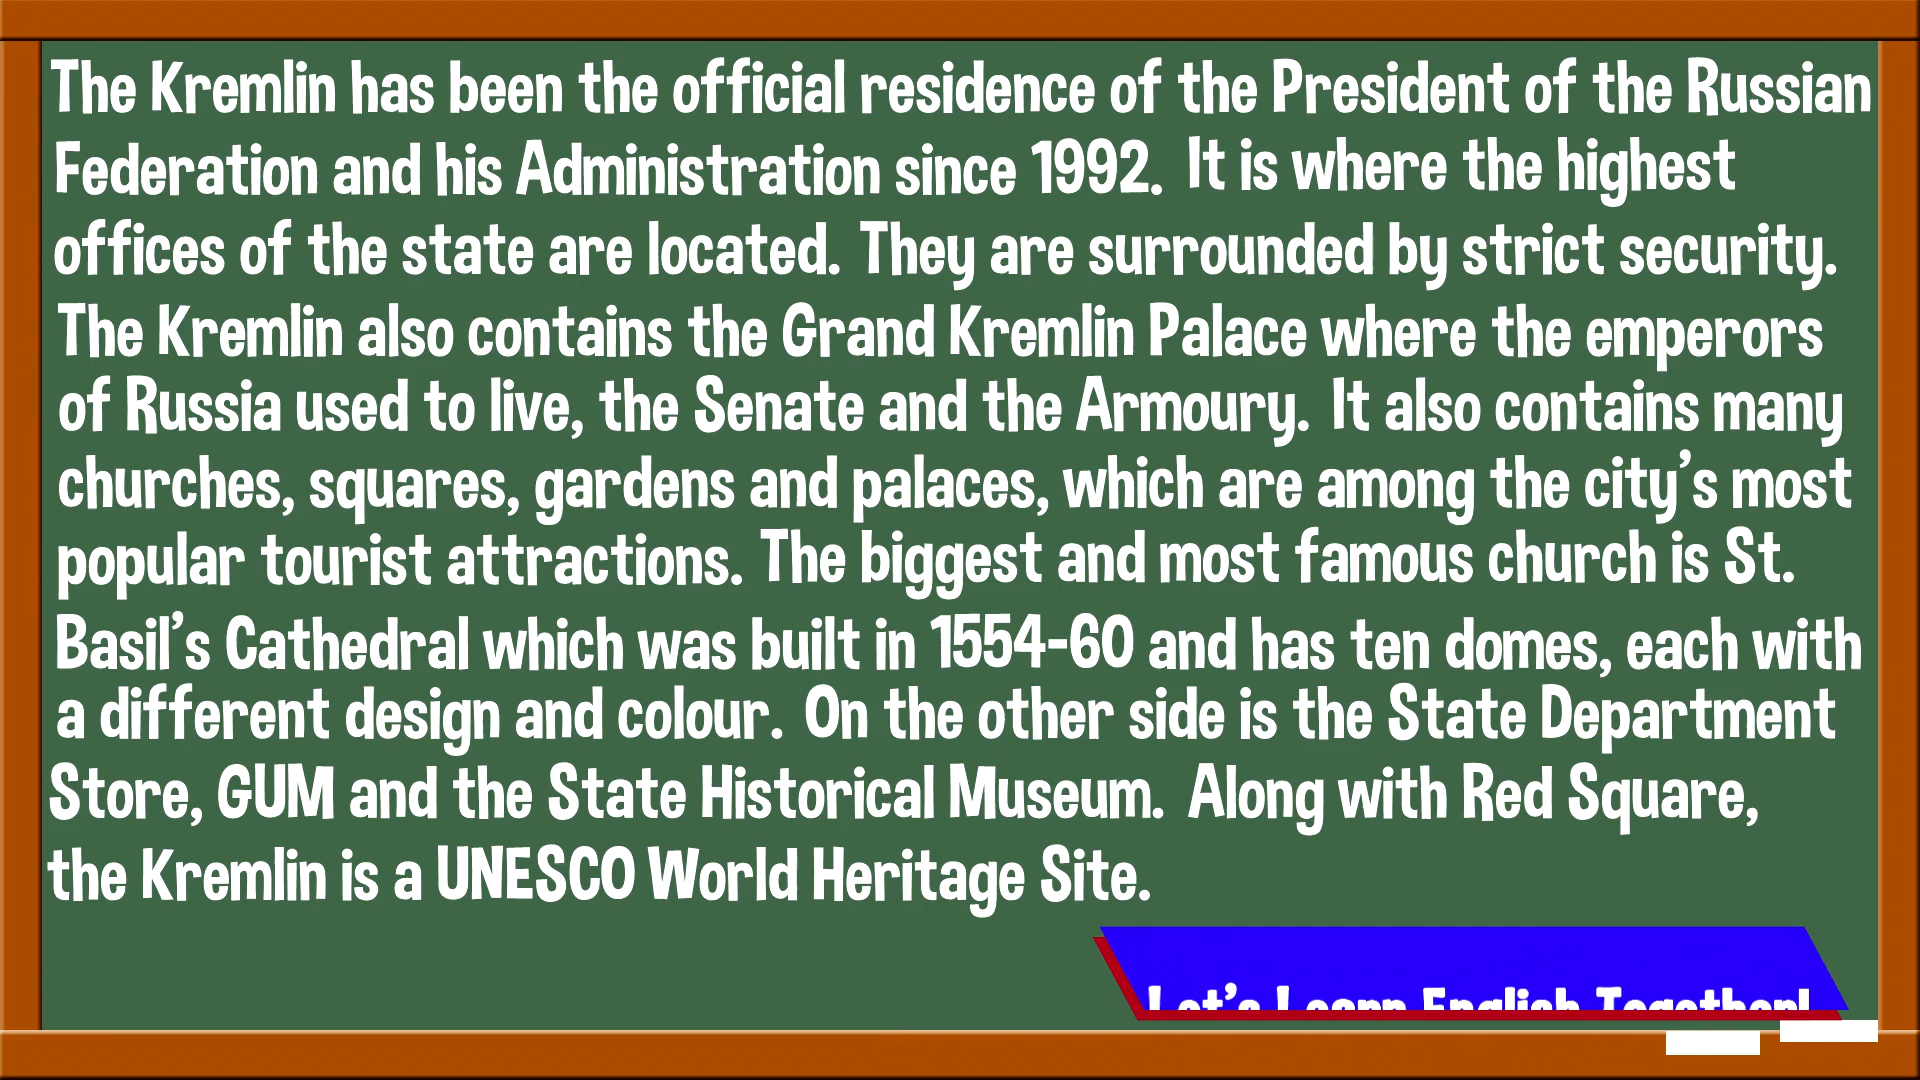 The Kremlin has been the official residence of the President of the Russian
Federation and his Administration since 1992. It is where the highest
offices of the state are located. They are surrounded by strict security.
The Kremlin also contains the Grand Kremlin Palace where the emperors
of Russia used to live, the Senate and the Armoury. It also contains many
churches, squares, gardens and palaces, which are among the city's most
popular tourist attractions. The biggest and most famous church is St.
Basil's Cathedral which was built in 1554-60 and has ten domes, each with
a different design and colour. On the other side is the State Department
Store, GUM and the State Historical Museum. Along with Red Square,
the Kremlin is a UNESCO World Heritage Site.
Let's Learn English Together!